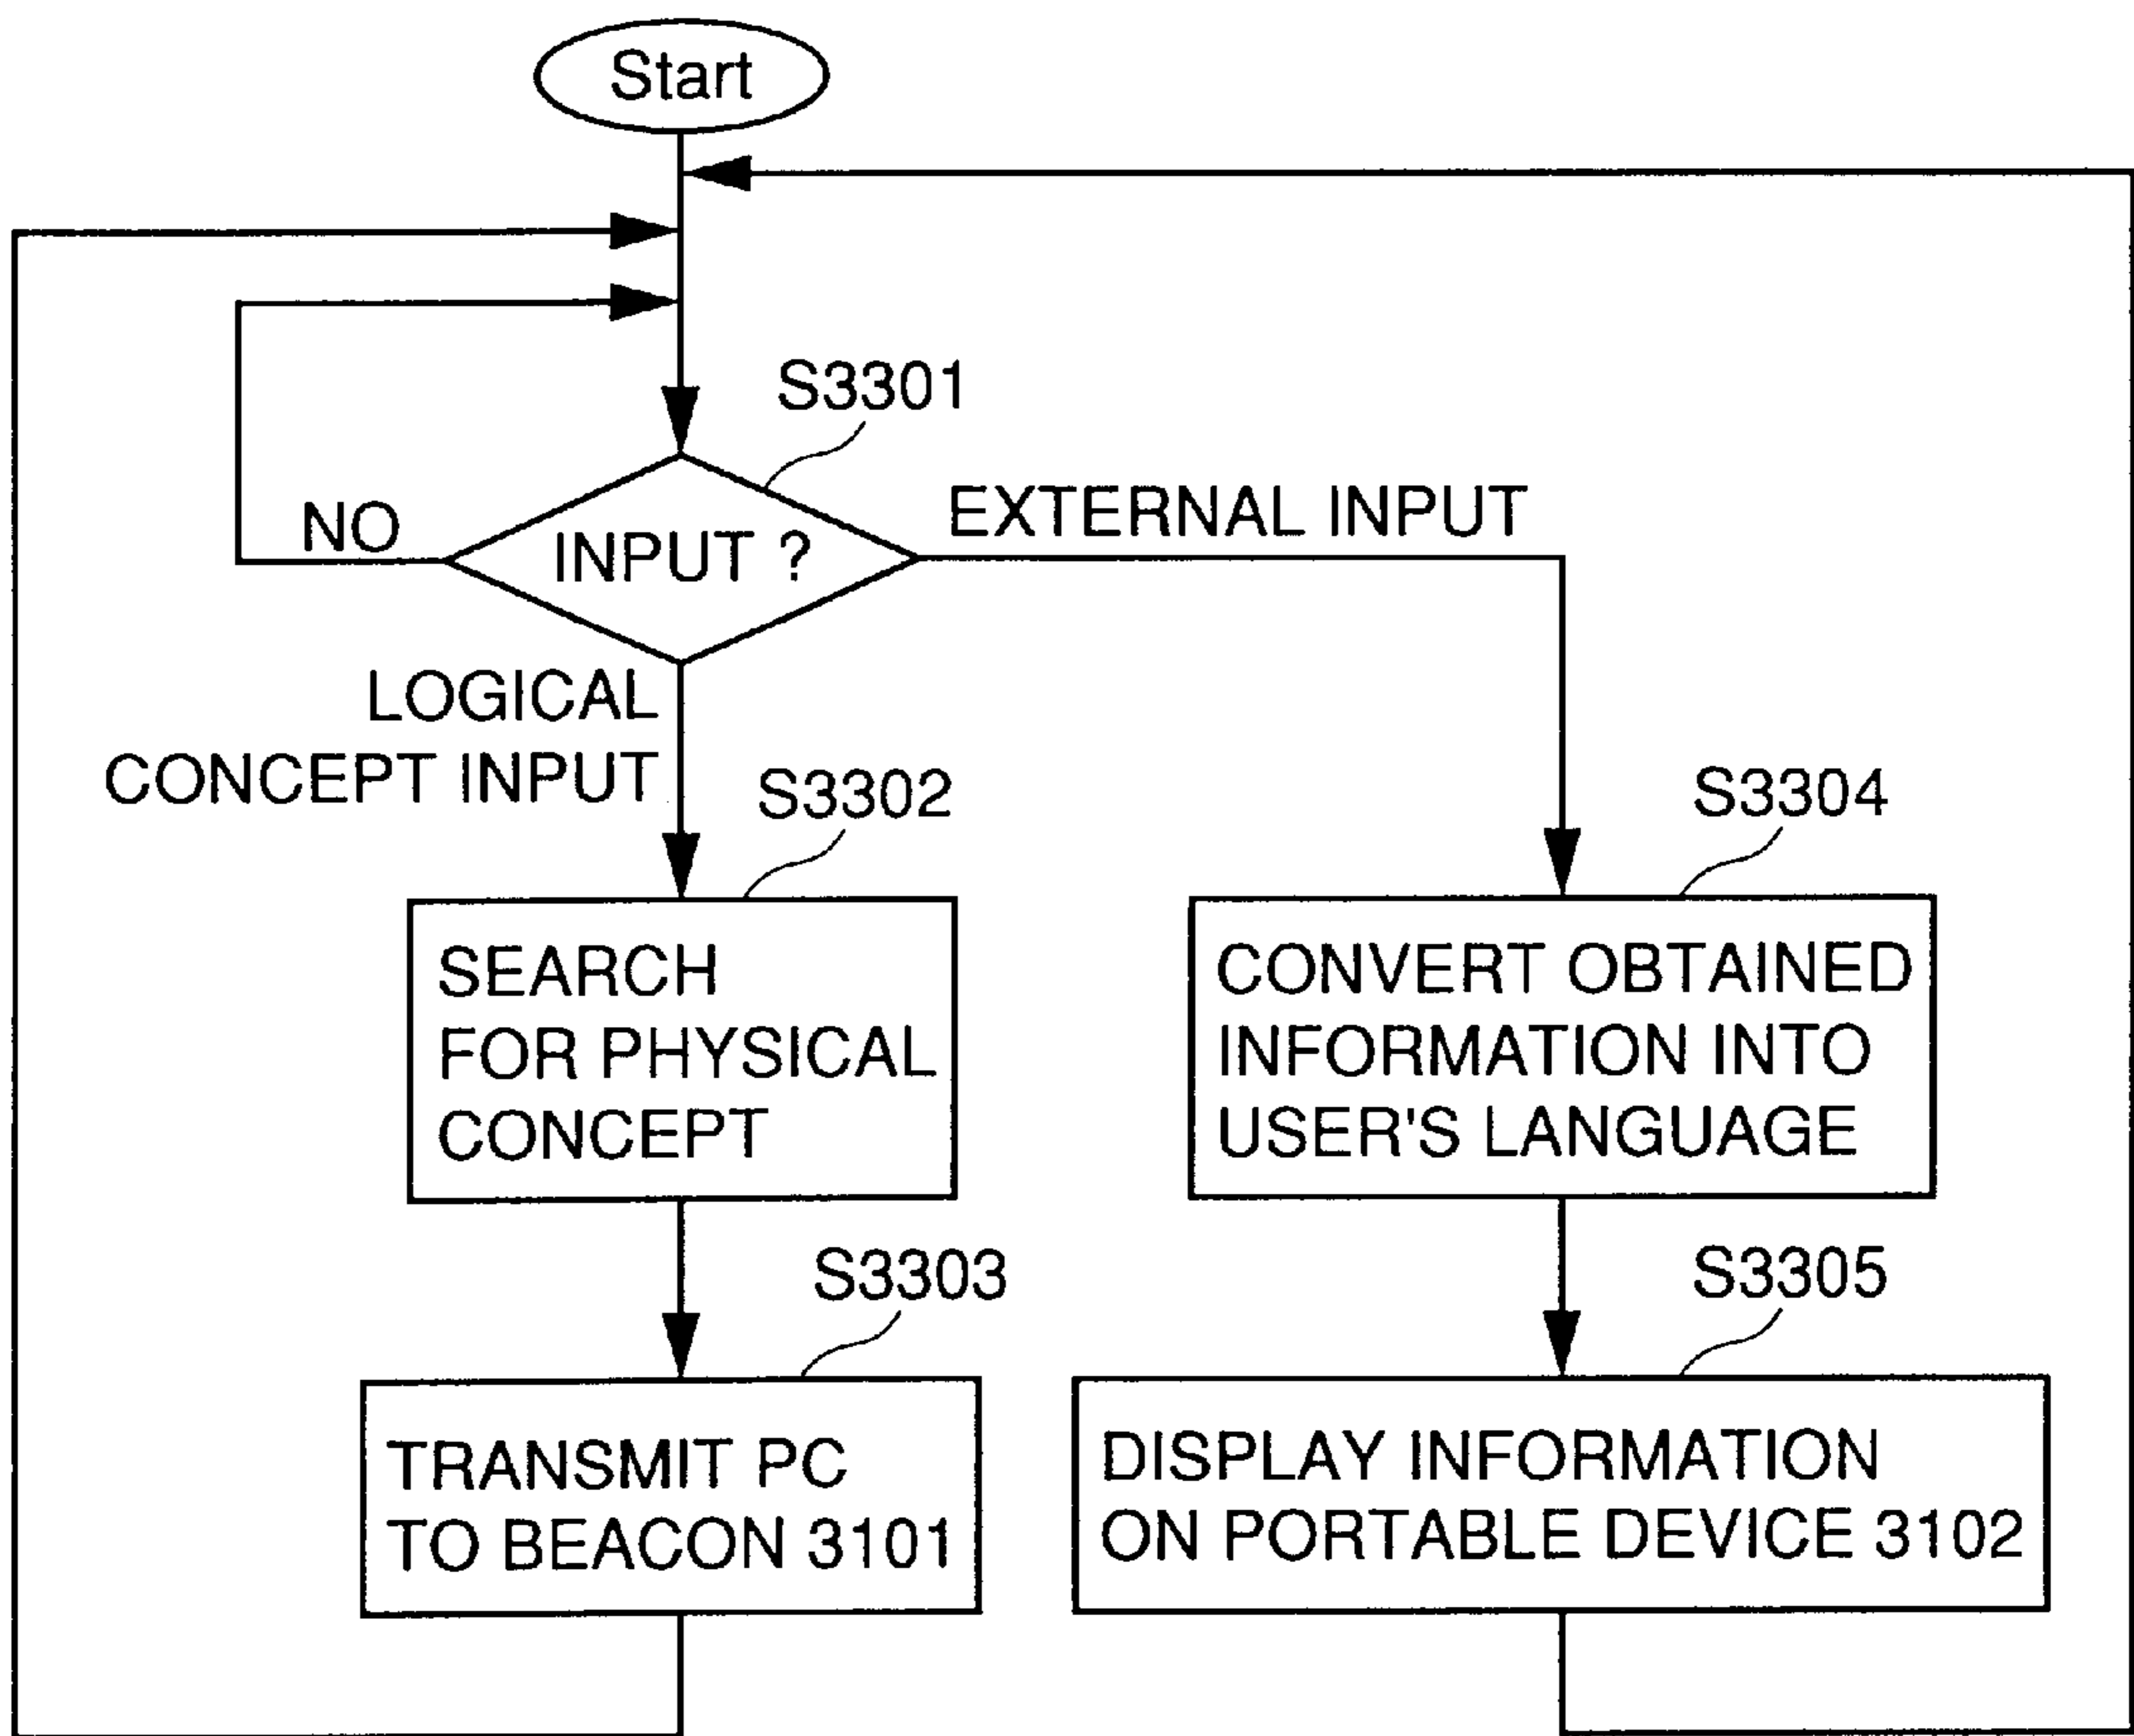 Start
S3301
NO
INPUT ?
EXTERNAL INPUT
LOGICAL
CONCEPT INPUT
S3302
SEARCH
FOR PHYSICAL
CONCEPT
S3303
TRANSMIT PC
TO BEACON 3101
S3304
CONVERT OBTAINED
INFORMATION INTO
USER'S LANGUAGE
S3305
DISPLAY INFORMATION
ON PORTABLE DEVICE 3102